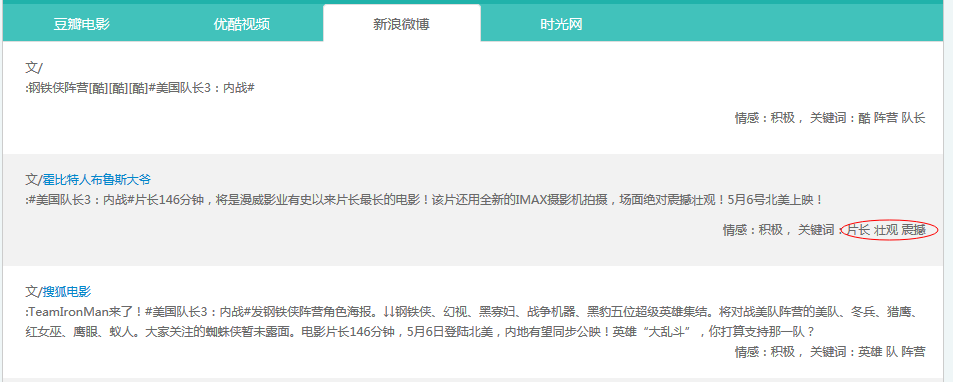 豆瓣电影 优酷视频 新浪微博 时光网
文/
:钢铁侠阵营[酷][酷][酷]#美国队长3：内战#
情感：积极， 关键词：酷 阵营 队长
文/霍比特人布鲁斯大爷
:#美国队长3：内战#片长146分钟，将是漫威影业有史以来片长最长的电影！该片还用全新的IMAX摄影机拍摄，场面绝对震撼壮观！5月6号北美上映！
情感：积极， 关键词：片长 壮观 震撼
文/搜狐电影
:TeamIronMan来了！#美国队长3：内战#发钢铁侠阵营角色海报。↓↓钢铁侠、幻视、黑寡妇、战争机器、黑豹五位超级英雄集结。将对战美队阵营的美队、冬兵、猎鹰、
红女巫、鹰眼、蚁人。大家关注的蜘蛛侠暂未露面。电影片长146分钟，5月6日登陆北美，内地有望同步公映！英雄“大乱斗”，你打算支持那一队？
情感：积极， 关键词：英雄 队 阵营